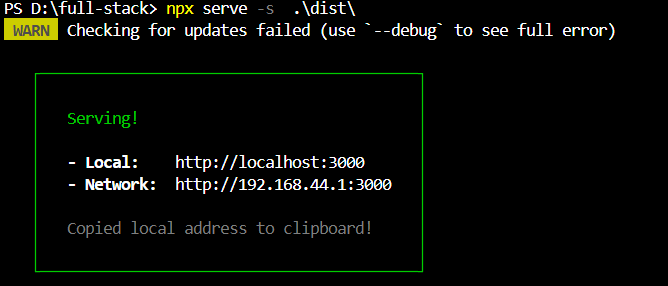 PS D:\full-stack> npx serve -s .\dist\
WARN Checking for updates failed (use `--debug` to see full error)
Serving!
- Local: http://localhost:3000
- Network: http://192.168.44.1:3000
Copied local address to clipboard!